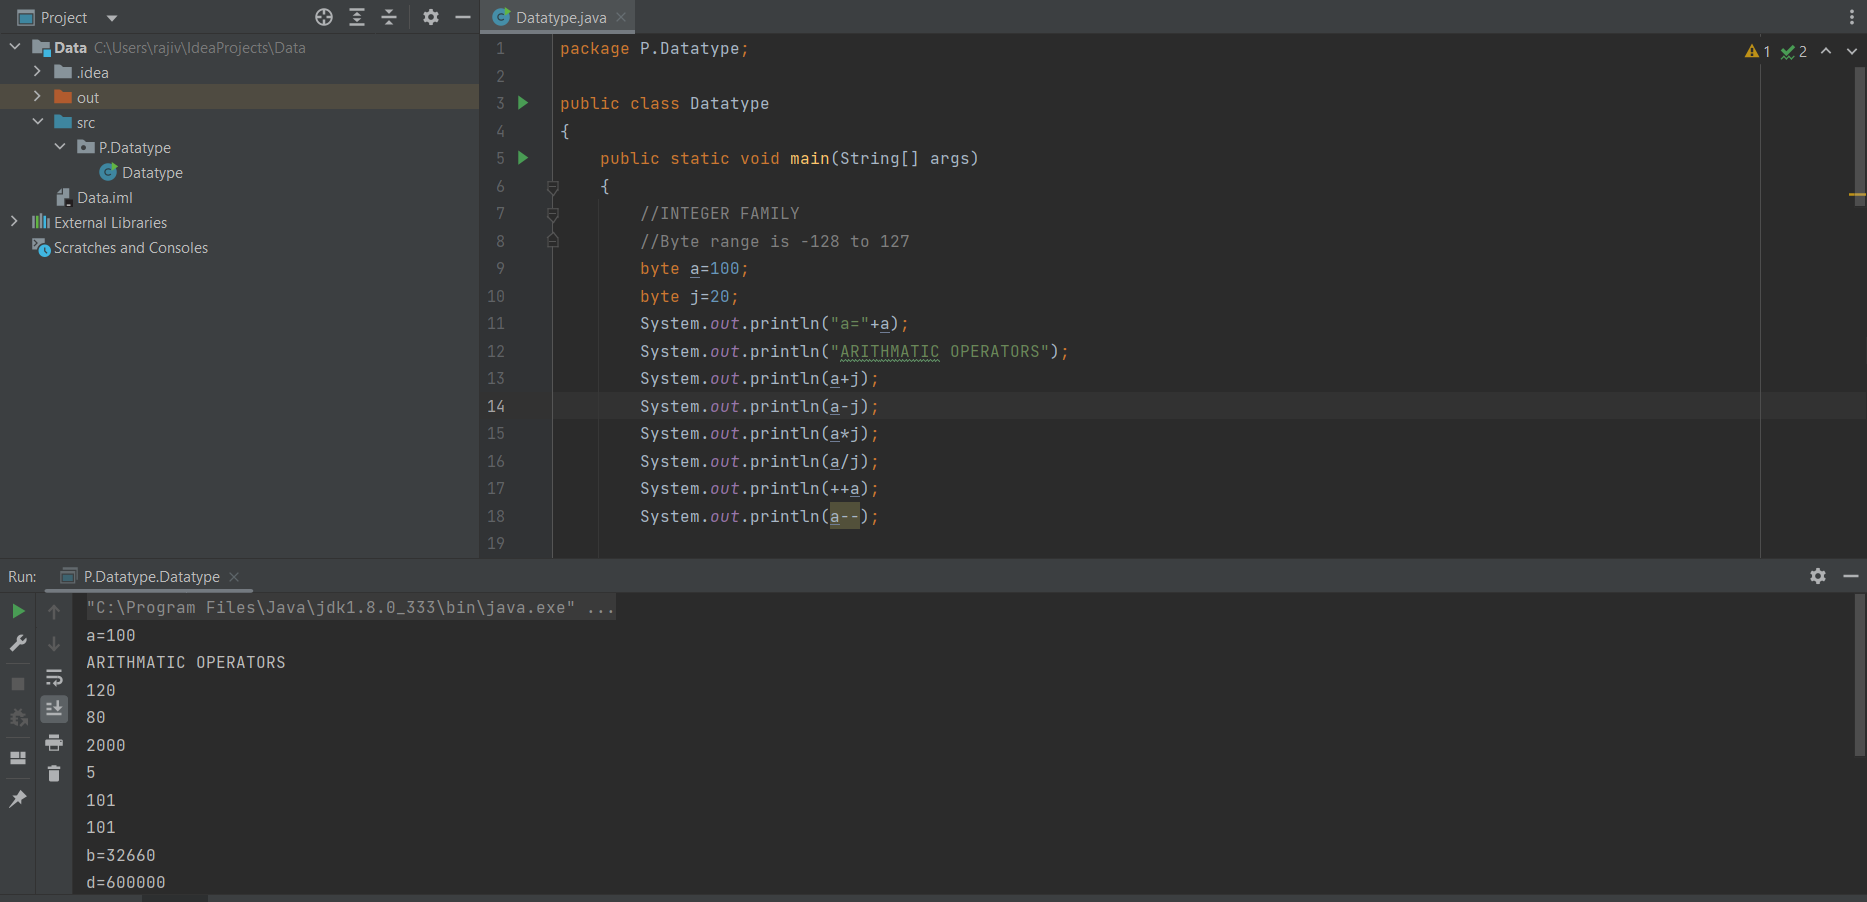 Project
Data C:\Users\rajiv\IdeaProjects\Data
.idea
out
src
P.Datatype
Datatype
Data.iml
External Libraries
Scratches and Consoles
Datatype.java
1 2
1 package P.Datatype;
2
3 public class Datatype
4 {
5 public static void main(String[] args)
6 {
7 //INTEGER FAMILY
8 //Byte range is -128 to 127
9 byte a=100;
10 byte j=20;
11 System.out.println("a="+a);
12 System.out.println("ARITHMATIC OPERATORS");
13 System.out.println(a+j);
14 System.out.println(a-j);
15 System.out.println(a*j);
16 System.out.println(a/j);
17 System.out.println(++a);
18 System.out.println(a--);
19
Run: P.Datatype.Datatype
"C:\Program Files\Java\jdk1.8.0_333\bin\java.exe" ...
a=100
ARITHMATIC OPERATORS
120
80
2000
5
101
101
b=32660
d=600000